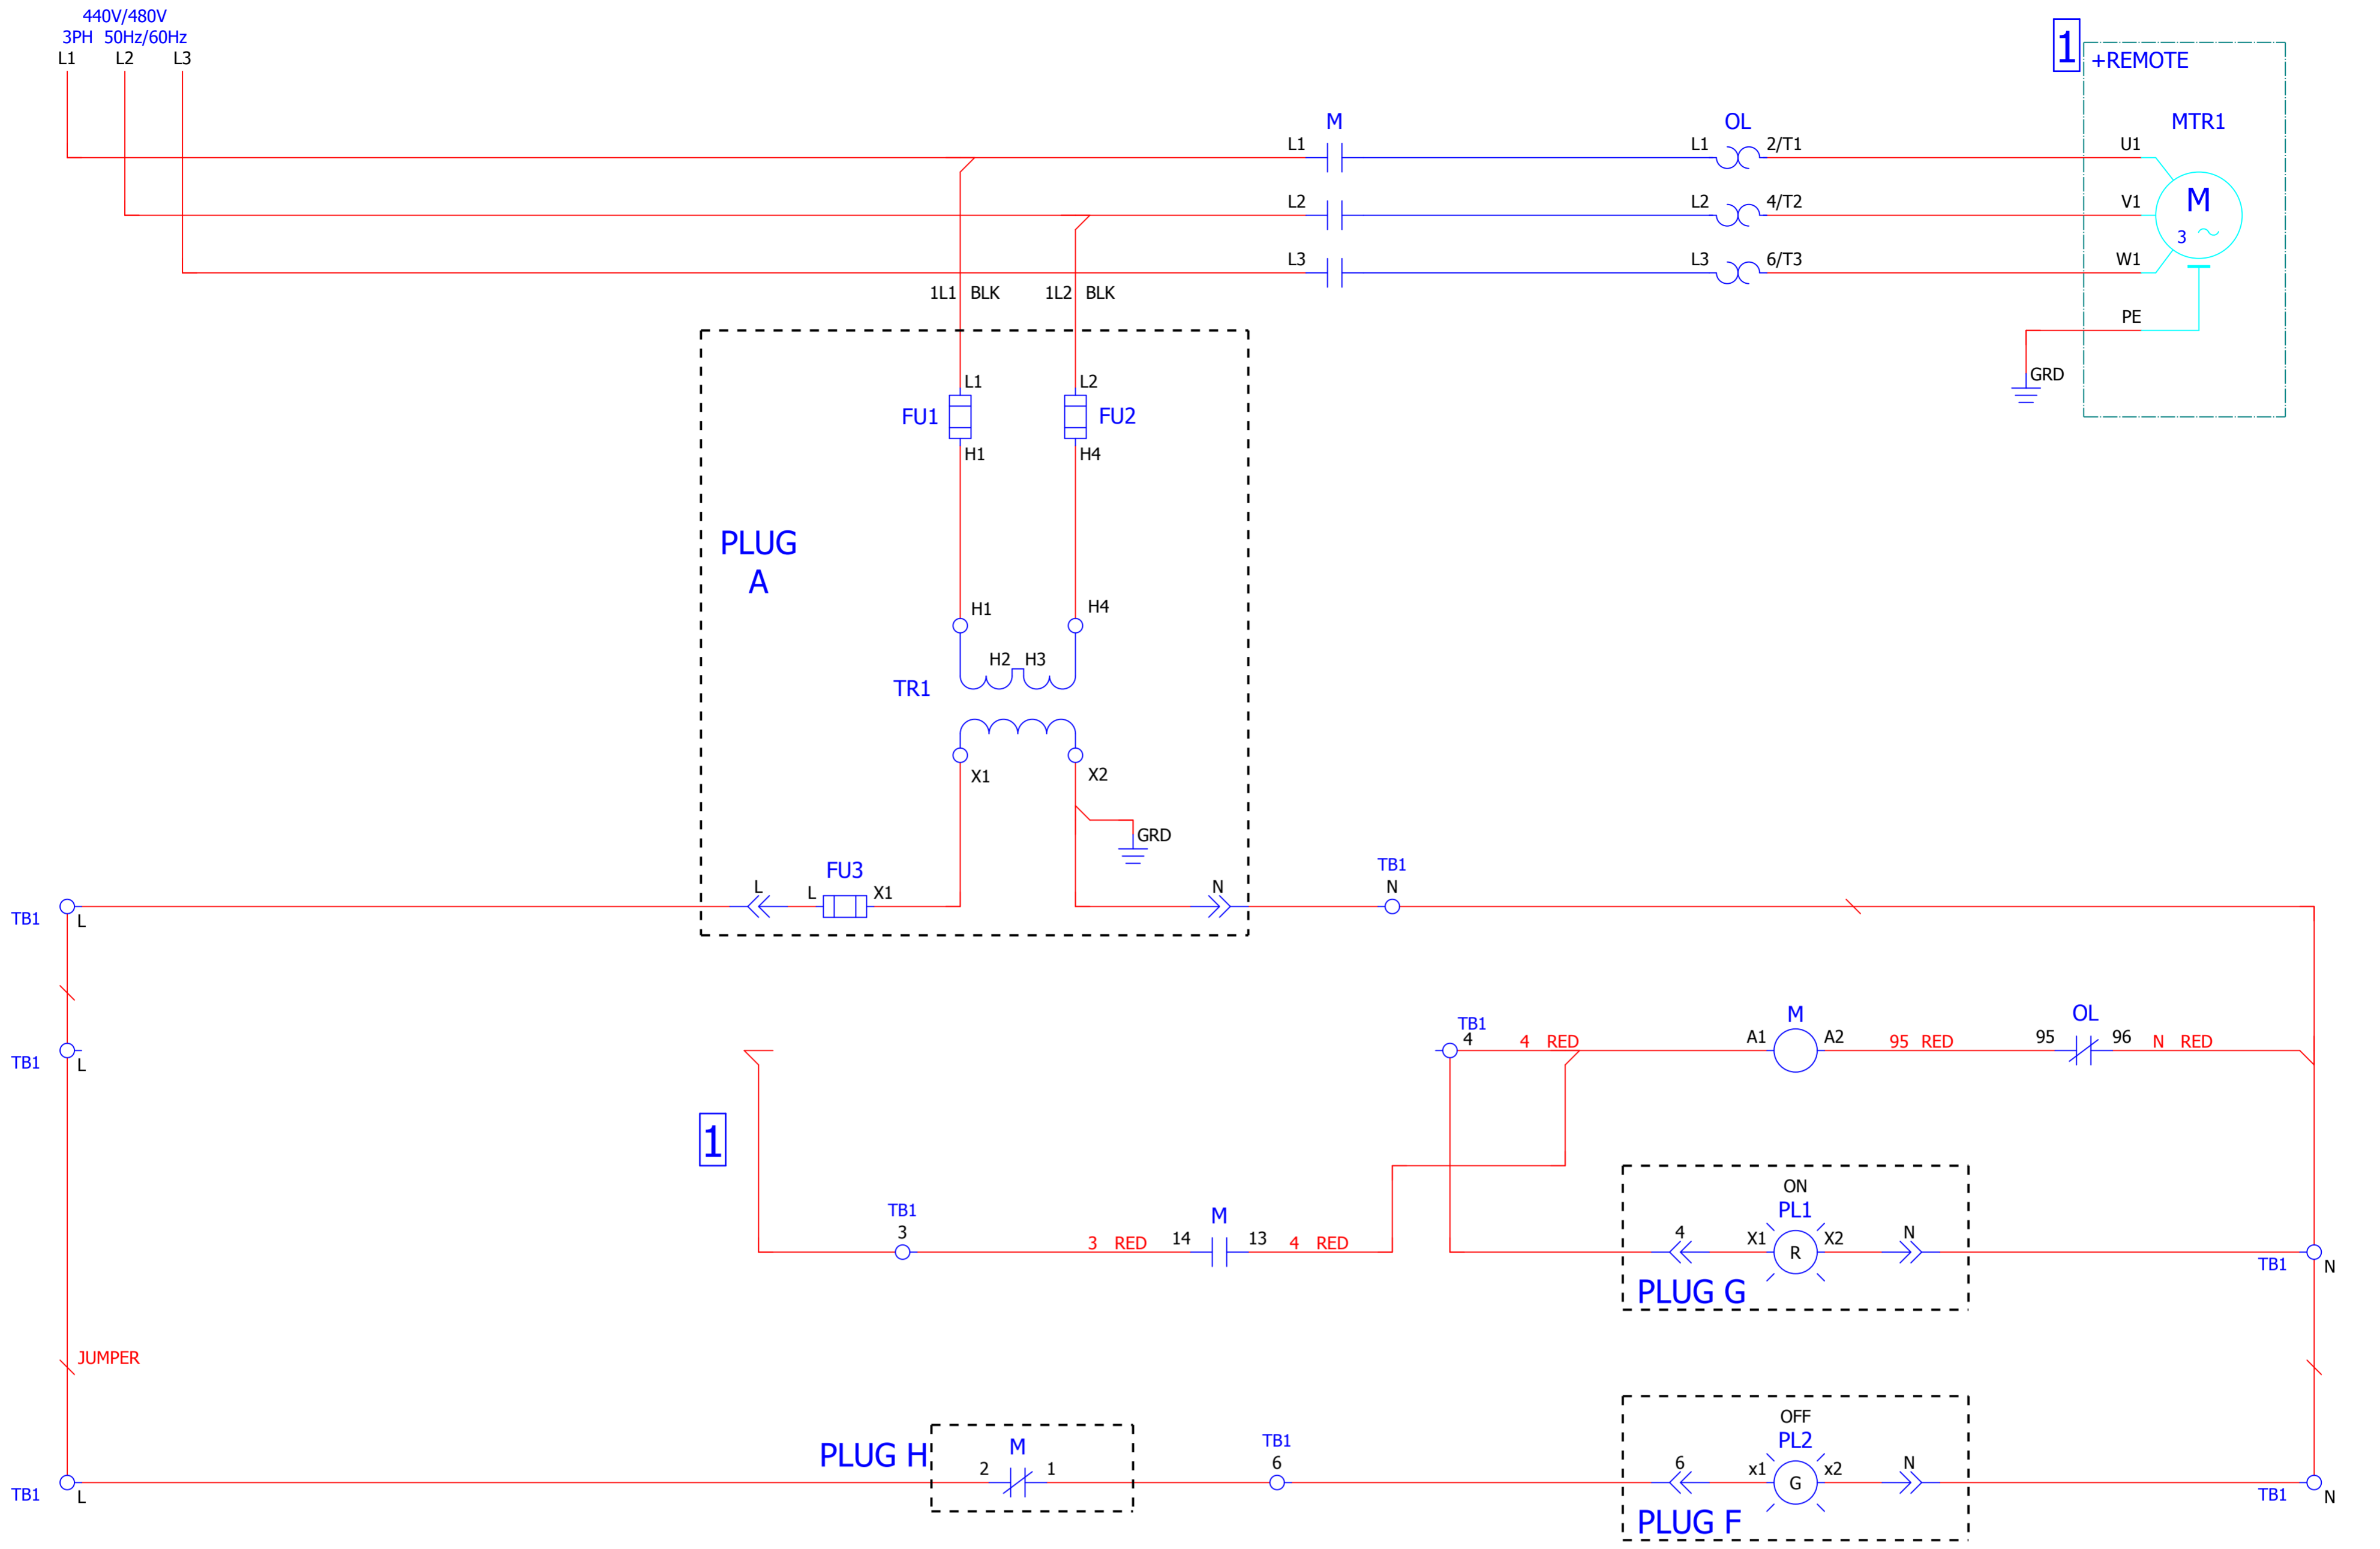 440V/480V
3PH 50Hz/60Hz
L1 L2 L3
1
+REMOTE
M
OL
MTR1
L1
L1
2/T1
U1
L2
L2
4/T2
V1
M
3
L3
L3
6/T3
W1
1L1 BLK
1L2 BLK
PE
GRD
L1
L2
FU1
FU2
H1
H4
PLUG
A
H1
H4
H2 H3
TR1
X1
X2
GRD
FU3
L
L
X1
N
TB1
N
TB1
L
TB1
L
TB1
4
4 RED
M
A1
A2
95 RED
OL
95
96
N RED
1
TB1
3
3 RED
M
14
13
4 RED
ON
PL1
4
X1
R
X2
N
PLUG G
TB1
N
JUMPER
PLUG H
M
2
1
TB1
6
OFF
PL2
6
x1
G
x2
N
PLUG F
TB1
L
TB1
N